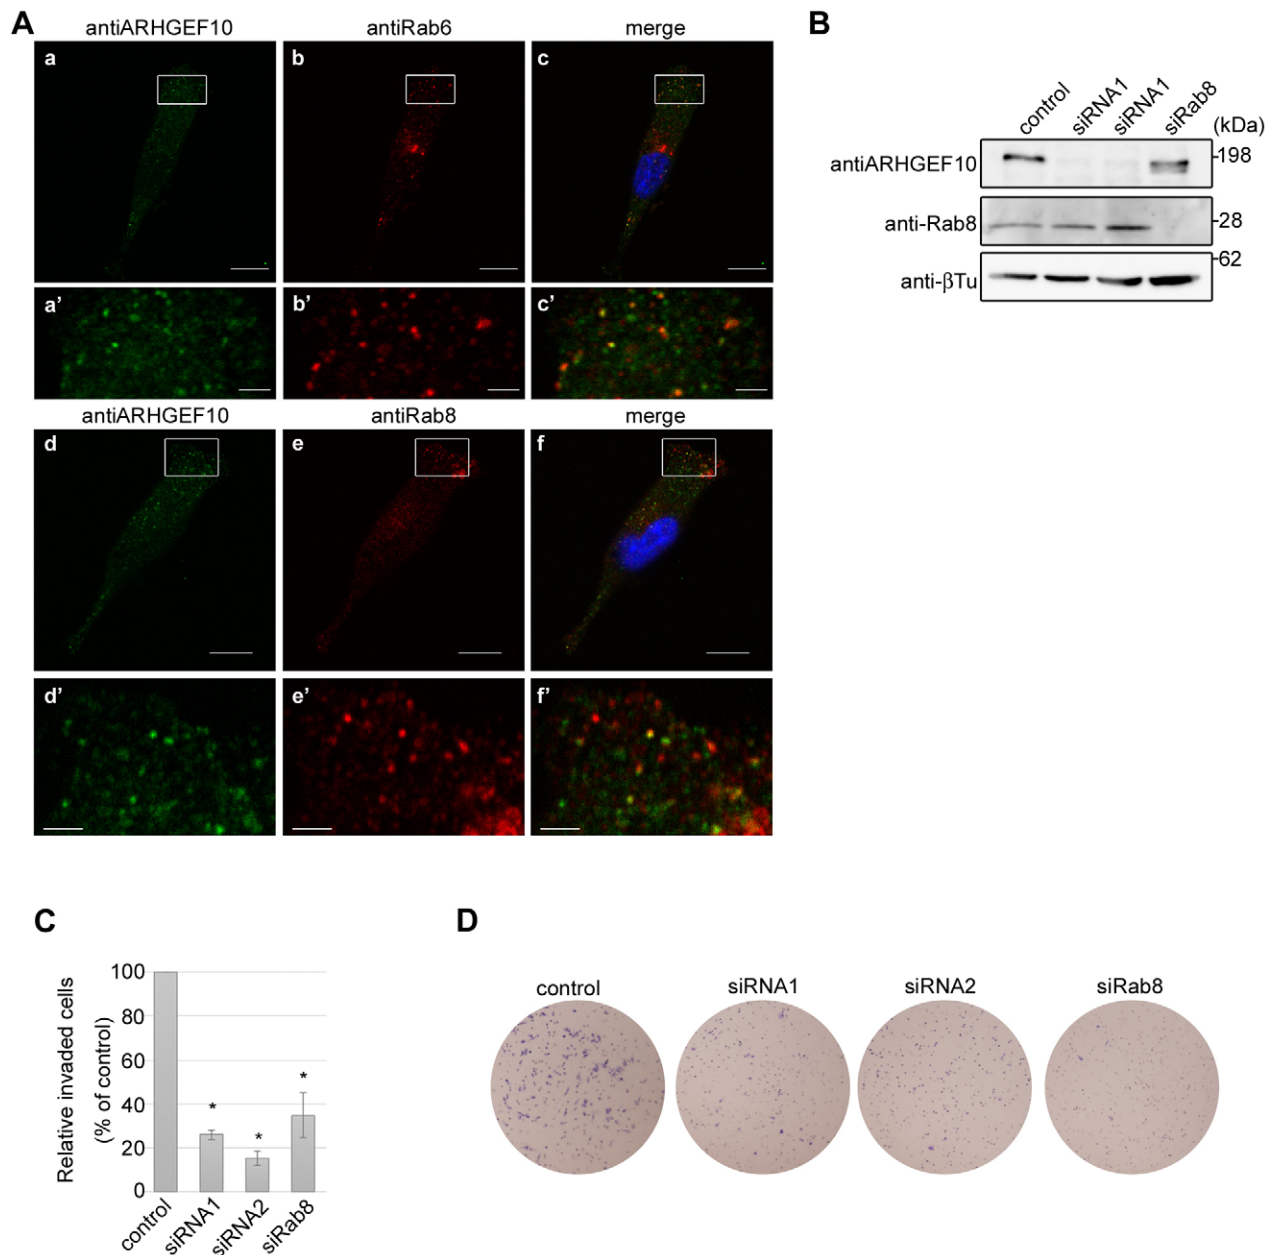 A
antiARHGEF10 antiRab6 merge
a b c
a’ b’ c’
antiARHGEF10 antiRab8 merge
d e f
d’ e’ f’
B
control siRNA1 siRNA1 siRab8 (kDa)
antiARHGEF10 198
anti-Rab8 28
62
anti-βTu
C
Relative invaded cells
(% of control)
100
80
60
40
20
0
* * *
control siRNA1 siRNA2 siRab8
D
control siRNA1 siRNA2 siRab8